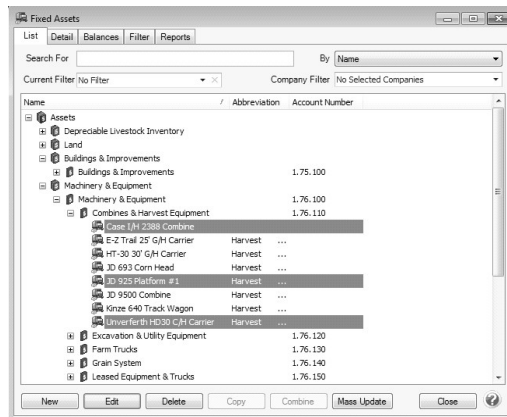 Fixed Assets
List Detail Balances Filter Reports
Search For By Name
Current Filter No Filter Company Filter No Selected Companies
Name / Abbreviation Account Number
Assets
Depreciable Livestock Inventory
Land
Buildings & Improvements
Buildings & Improvements 1.75.100
Machinery & Equipment
Machinery & Equipment 1.76.100
Combines & Harvest Equipment 1.76.110
Case I/H 2388 Combine
E-Z Trail 25' G/H Carrier Harvest ...
HT-30 30' G/H Carrier Harvest ...
JD 693 Corn Head Harvest ...
JD 925 Platform #1 Harvest ...
JD 9500 Combine Harvest ...
Kinze 640 Track Wagon Harvest ...
Unverferth HD30 C/H Carrier Harvest ...
Excavation & Utility Equipment 1.76.120
Farm Trucks 1.76.130
Grain System 1.76.140
Leased Equipment & Trucks 1.76.150
New Edit Delete Copy Combine Mass Update Close ?